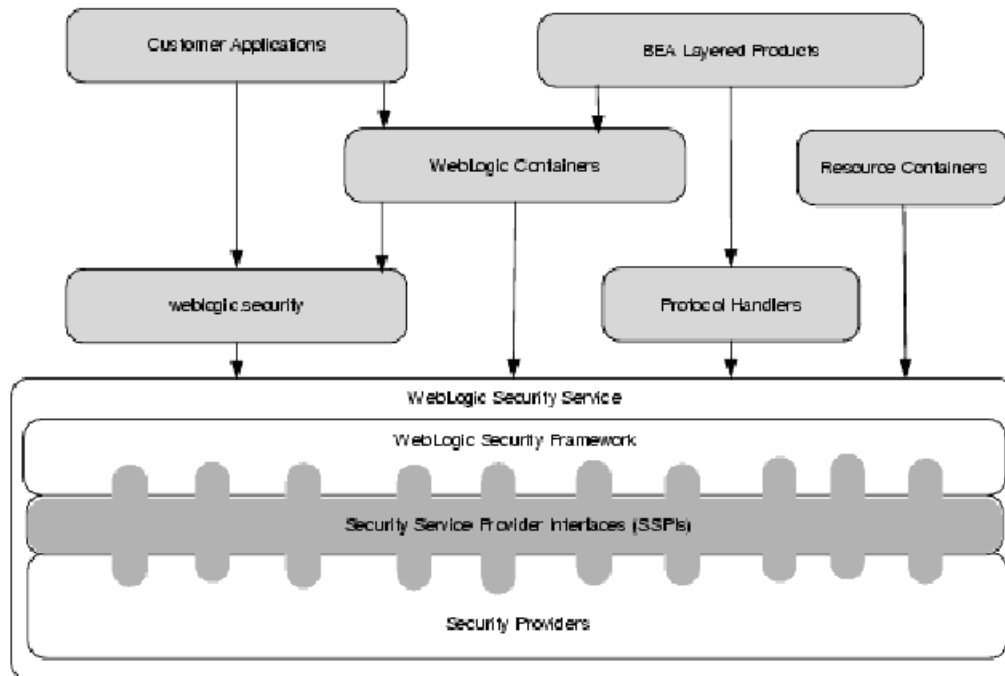 Customer Applications
BEA Layered Products
WebLogic Containers
Resource Containers
weblogic.security
Protocol Handlers
WebLogic Security Service
WebLogic Security Framework
Security Service Provider Interfaces (SSPIs)
Security Providers